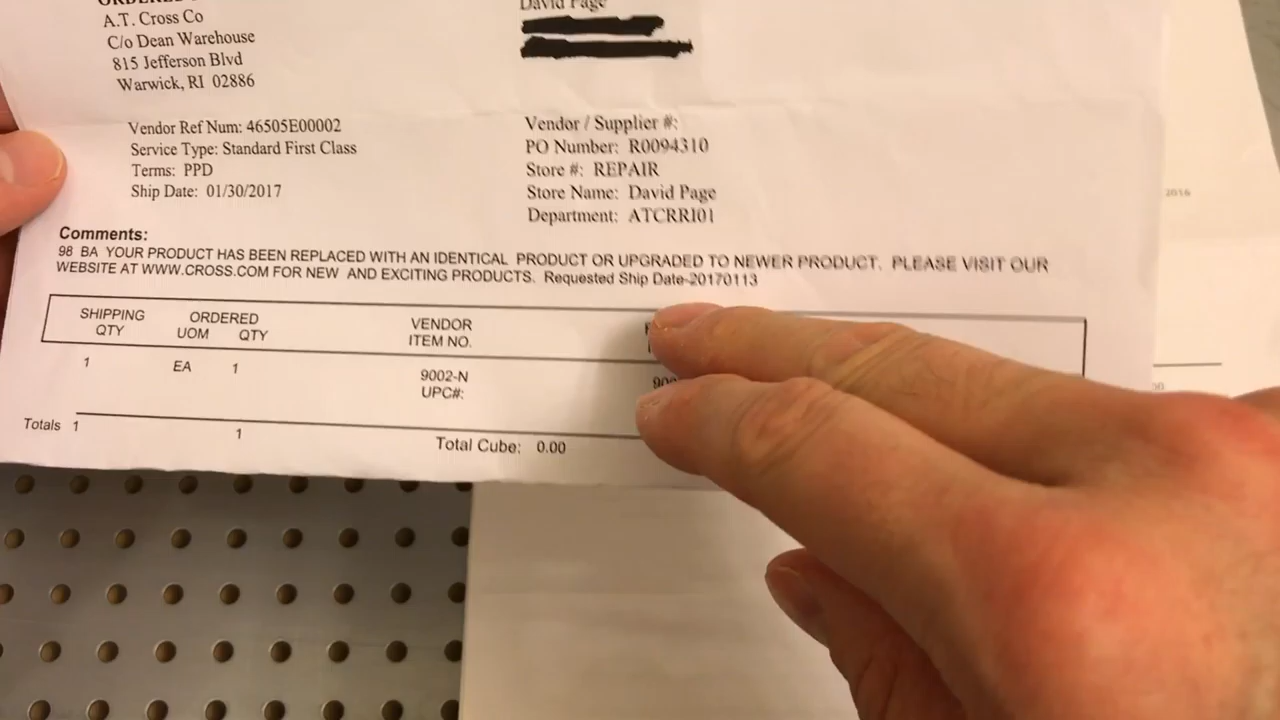 A.T. Cross Co
C/o Dean Warehouse
815 Jefferson Blvd
Warwick, RI 02886
David Page
Vendor Ref Num: 46505E00002
Service Type: Standard First Class
Terms: PPD
Ship Date: 01/30/2017
Vendor / Supplier #:
PO Number: R0094310
Store #: REPAIR
Store Name: David Page
Department: ATCRRI01
Comments:
98 BA YOUR PRODUCT HAS BEEN REPLACED WITH AN IDENTICAL PRODUCT OR UPGRADED TO NEWER PRODUCT. PLEASE VISIT OUR
WEBSITE AT WWW.CROSS.COM FOR NEW AND EXCITING PRODUCTS. Requested Ship Date-20170113
SHIPPING QTY
ORDERED
UOM QTY
VENDOR
ITEM NO.
1 EA 1
9002-N
UPC#:
Totals 1
1
Total Cube: 0.00
2016